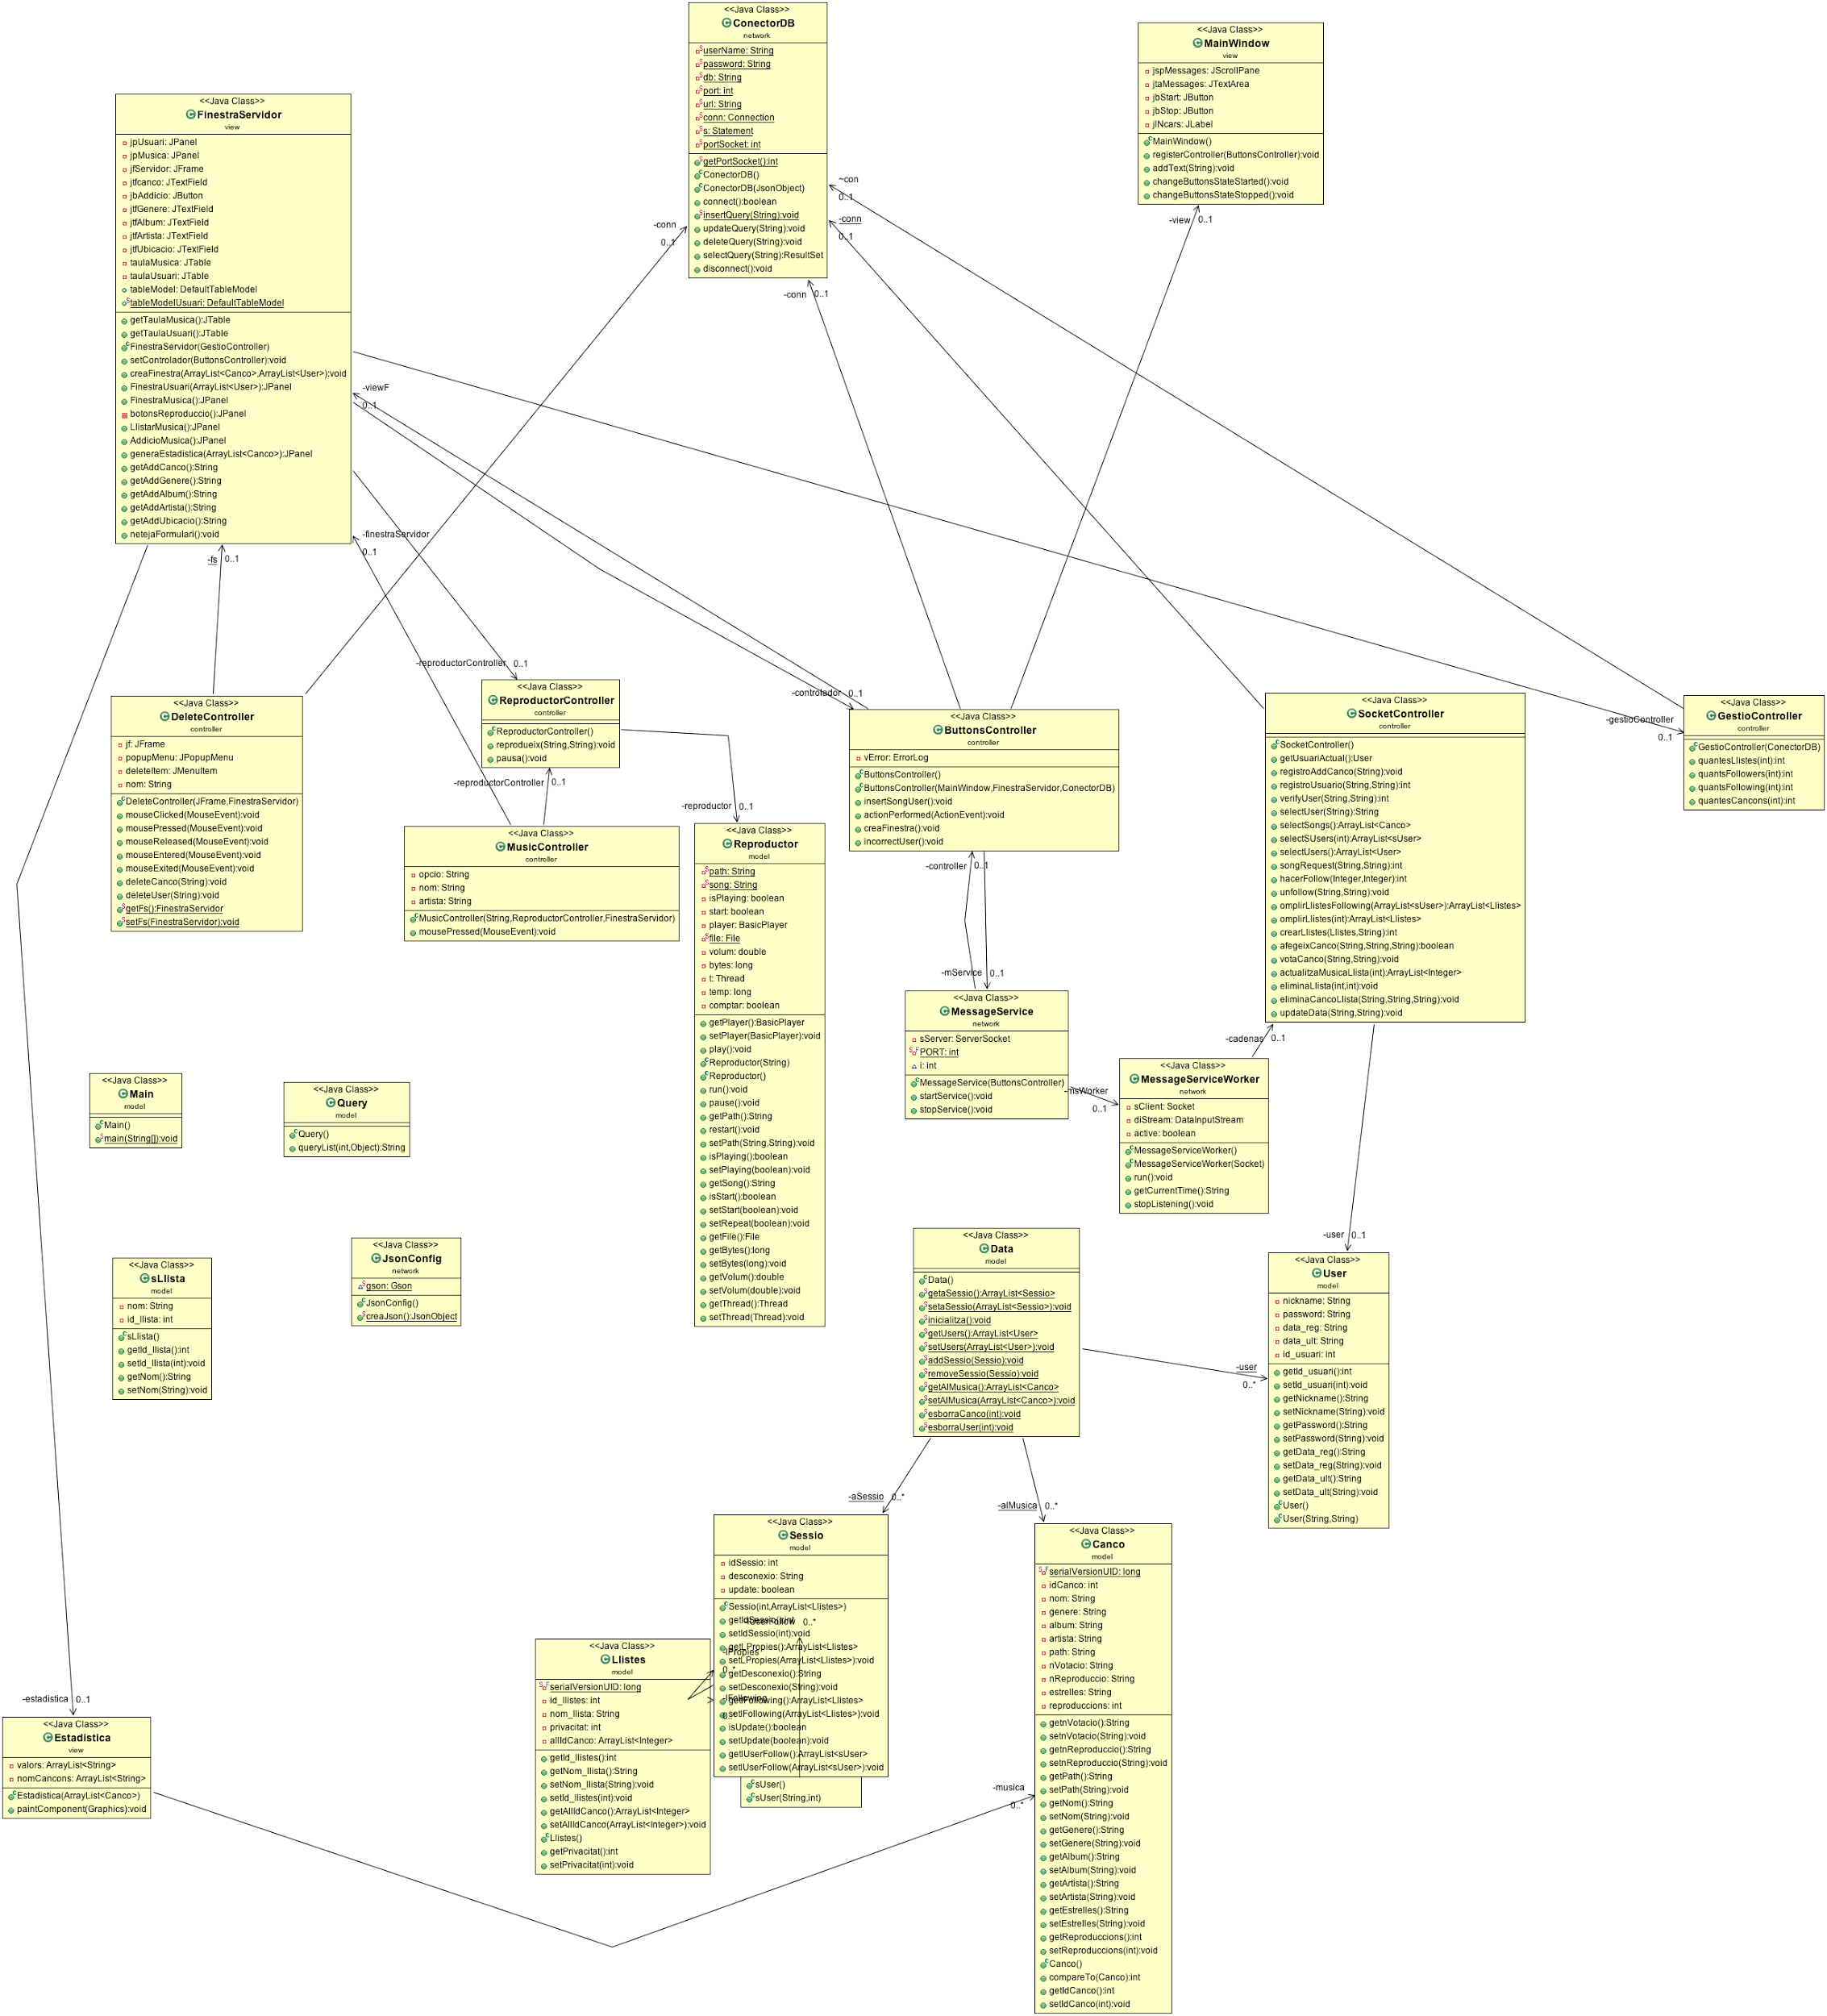 <<Java Class>>
ConectorDB
network
userName: String
password: String
db: String
port: int
url: String
conn: Connection
s: Statement
portSocket: int
getPortSocket():int
ConectorDB()
ConectorDB(JsonObject)
connect():boolean
insertQuery(String):void
updateQuery(String):void
deleteQuery(String):void
selectQuery(String):ResultSet
disconnect():void
<<Java Class>>
MainWindow
view
jspMessages: JScrollPane
jtaMessages: JTextArea
jbStart: JButton
jbStop: JButton
jlNcars: JLabel
MainWindow()
registerController(ButtonsController):void
addText(String):void
changeButtonsStateStarted():void
changeButtonsStateStopped():void
<<Java Class>>
FinestraServidor
view
jpUsuari: JPanel
jpMusica: JPanel
jfServidor: JFrame
jtfcanco: JTextField
jbAddicio: JButton
jtfGenere: JTextField
jtfAlbum: JTextField
jtfArtista: JTextField
jtfUbicacio: JTextField
taulaMusica: JTable
taulaUsuari: JTable
tableModel: DefaultTableModel
tableModelUsuari: DefaultTableModel
getTaulaMusica():JTable
getTaulaUsuari():JTable
FinestraServidor(GestioController)
setControlador(ButtonsController):void
creaFinestra(ArrayList<Canco>,ArrayList<User>):void
FinestraUsuari(ArrayList<User>):JPanel
FinestraMusica():JPanel
botonsReproduccio():JPanel
LlistarMusica():JPanel
AddicioMusica():JPanel
generaEstadistica(ArrayList<Canco>):JPanel
getAddCanco():String
getAddGenere():String
getAddAlbum():String
getAddArtista():String
getAddUbicacio():String
netejaFormulari():void
~con
0..1
-conn
0..1
-conn
0..1
-conn 0..1
-view 0..1
-viewF
0..1
-finestraServidor
0..1
-fs 0..1
-reproductorController 0..1
-controlador 0..1
-gestioController
0..1
<<Java Class>>
DeleteController
controller
jf: JFrame
popupMenu: JPopupMenu
deleteItem: JMenuItem
nom: String
DeleteController(JFrame,FinestraServidor)
mouseClicked(MouseEvent):void
mousePressed(MouseEvent):void
mouseReleased(MouseEvent):void
mouseEntered(MouseEvent):void
mouseExited(MouseEvent):void
deleteCanco(String):void
deleteUser(String):void
getFs():FinestraServidor
setFs(FinestraServidor):void
<<Java Class>>
ReproductorController
controller
ReproductorController()
reprodueix(String,String):void
pausa():void
-reproductorController 0..1
-reproductor 0..1
<<Java Class>>
MusicController
controller
opcio: String
nom: String
artista: String
MusicController(String,ReproductorController,FinestraServidor)
mousePressed(MouseEvent):void
<<Java Class>>
Reproductor
model
path: String
song: String
isPlaying: boolean
start: boolean
player: BasicPlayer
file: File
volum: double
bytes: long
t: Thread
temp: long
comptar: boolean
getPlayer():BasicPlayer
setPlayer(BasicPlayer):void
play():void
Reproductor(String)
Reproductor()
run():void
pause():void
getPath():String
restart():void
setPath(String,String):void
isPlaying():boolean
setPlaying(boolean):void
getSong():String
isStart():boolean
setStart(boolean):void
setRepeat(boolean):void
getFile():File
getBytes():long
setBytes(long):void
getVolum():double
setVolum(double):void
getThread():Thread
setThread(Thread):void
<<Java Class>>
ButtonsController
controller
vError: ErrorLog
ButtonsController()
ButtonsController(MainWindow,FinestraServidor,ConectorDB)
insertSongUser():void
actionPerformed(ActionEvent):void
creaFinestra():void
incorrectUser():void
-controller 0..1
-mService 0..1
<<Java Class>>
SocketController
controller
SocketController()
getUsuariActual():User
registroAddCanco(String):void
registroUsuario(String,String):int
verifyUser(String,String):int
selectUser(String):String
selectSongs():ArrayList<Canco>
selectSUsers(int):ArrayList<sUser>
selectUsers():ArrayList<User>
songRequest(String,String):int
hacerFollow(Integer,Integer):int
unfollow(String,String):void
omplirLlistesFollowing(ArrayList<sUser>):ArrayList<Llistes>
omplirLlistes(int):ArrayList<Llistes>
crearLlistes(Llistes,String):int
afegeixCanco(String,String,String):boolean
votaCanco(String,String):void
actualitzaMusicaLlista(int):ArrayList<Integer>
eliminaLlista(int,int):void
eliminaCancoLlista(String,String,String):void
updateData(String,String):void
<<Java Class>>
GestioController
controller
GestioController(ConectorDB)
quantesLlistes(int):int
quantsFollowers(int):int
quantsFollowing(int):int
quantesCancons(int):int
<<Java Class>>
MessageService
network
sServer: ServerSocket
PORT: int
i: int
MessageService(ButtonsController)
startService():void
stopService():void
-msWorker
0..1
-cadenas 0..1
<<Java Class>>
MessageServiceWorker
network
sClient: Socket
diStream: DataInputStream
active: boolean
MessageServiceWorker()
MessageServiceWorker(Socket)
run():void
getCurrentTime():String
stopListening():void
<<Java Class>>
Main
model
Main()
main(String[]):void
<<Java Class>>
Query
model
Query()
queryList(int,Object):String
<<Java Class>>
sLlista
model
nom: String
id_llista: int
sLlista()
getId_llista():int
setId_llista(int):void
getNom():String
setNom(String):void
<<Java Class>>
JsonConfig
network
gson: Gson
JsonConfig()
creaJson():JsonObject
<<Java Class>>
Data
model
Data()
getaSessio():ArrayList<Sessio>
setaSessio(ArrayList<Sessio>):void
inicialitza():void
getUsers():ArrayList<User>
setUsers(ArrayList<User>):void
addSessio(Sessio):void
removeSessio(Sessio):void
getAlMusica():ArrayList<Canco>
setAlMusica(ArrayList<Canco>):void
esborraCanco(int):void
esborraUser(int):void
-user 0..1
-user
0..*
<<Java Class>>
User
model
nickname: String
password: String
data_reg: String
data_ult: String
id_usuari: int
getId_usuari():int
setId_usuari(int):void
getNickname():String
setNickname(String):void
getPassword():String
setPassword(String):void
getData_reg():String
setData_reg(String):void
getData_ult():String
setData_ult(String):void
User()
User(String,String)
-aSessio 0..*
-alMusica 0..*
<<Java Class>>
Sessio
model
idSessio: int
desconexio: String
update: boolean
Sessio(int,ArrayList<Llistes>)
getIdSessio():int
0..*
setIdSessio(int):void
getLPropies():ArrayList<Llistes>
setLPropies(ArrayList<Llistes>):void
0..*
getDesconexio():String
setDesconexio(String):void
getlFollowing():ArrayList<Llistes>
setlFollowing(ArrayList<Llistes>):void
isUpdate():boolean
setUpdate(boolean):void
getlUserFollow():ArrayList<sUser>
setlUserFollow(ArrayList<sUser>):void
sUser()
sUser(String,int)
<<Java Class>>
Llistes
model
serialVersionUID: long
id_llistes: int
nom_llista: String
privacitat: int
allIdCanco: ArrayList<Integer>
getId_llistes():int
getNom_llista():String
setNom_llista(String):void
setId_llistes(int):void
getAllIdCanco():ArrayList<Integer>
setAllIdCanco(ArrayList<Integer>):void
Llistes()
getPrivacitat():int
setPrivacitat(int):void
<<Java Class>>
Canco
model
serialVersionUID: long
idCanco: int
nom: String
genere: String
album: String
artista: String
path: String
nVotacio: String
nReproduccio: String
estrelles: String
reproduccions: int
getnVotacio():String
setnVotacio(String):void
getnReproduccio():String
setnReproduccio(String):void
getPath():String
setPath(String):void
getNom():String
setNom(String):void
getGenere():String
setGenere(String):void
getAlbum():String
setAlbum(String):void
getArtista():String
setArtista(String):void
getEstrelles():String
setEstrelles(String):void
getReproduccions():int
setReproduccions(int):void
Canco()
compareTo(Canco):int
getIdCanco():int
setIdCanco(int):void
-estadistica 0..1
<<Java Class>>
Estadistica
view
valors: ArrayList<String>
nomCancons: ArrayList<String>
Estadistica(ArrayList<Canco>)
paintComponent(Graphics):void
-musica
0..*